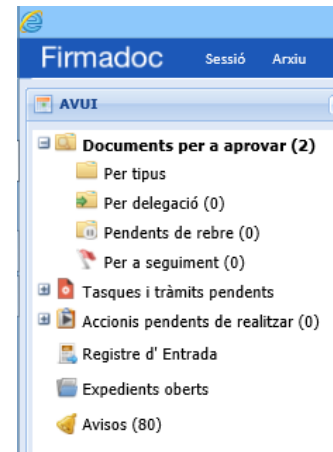 Firmadoc Sessió Arxiu
AVUI
Documents per a aprovar (2)
Per tipus
Per delegació (0)
Pendents de rebre (0)
Per a seguiment (0)
Tasques i tràmits pendents
Accionis pendents de realitzar (0)
Registre d' Entrada
Expedients oberts
Avisos (80)